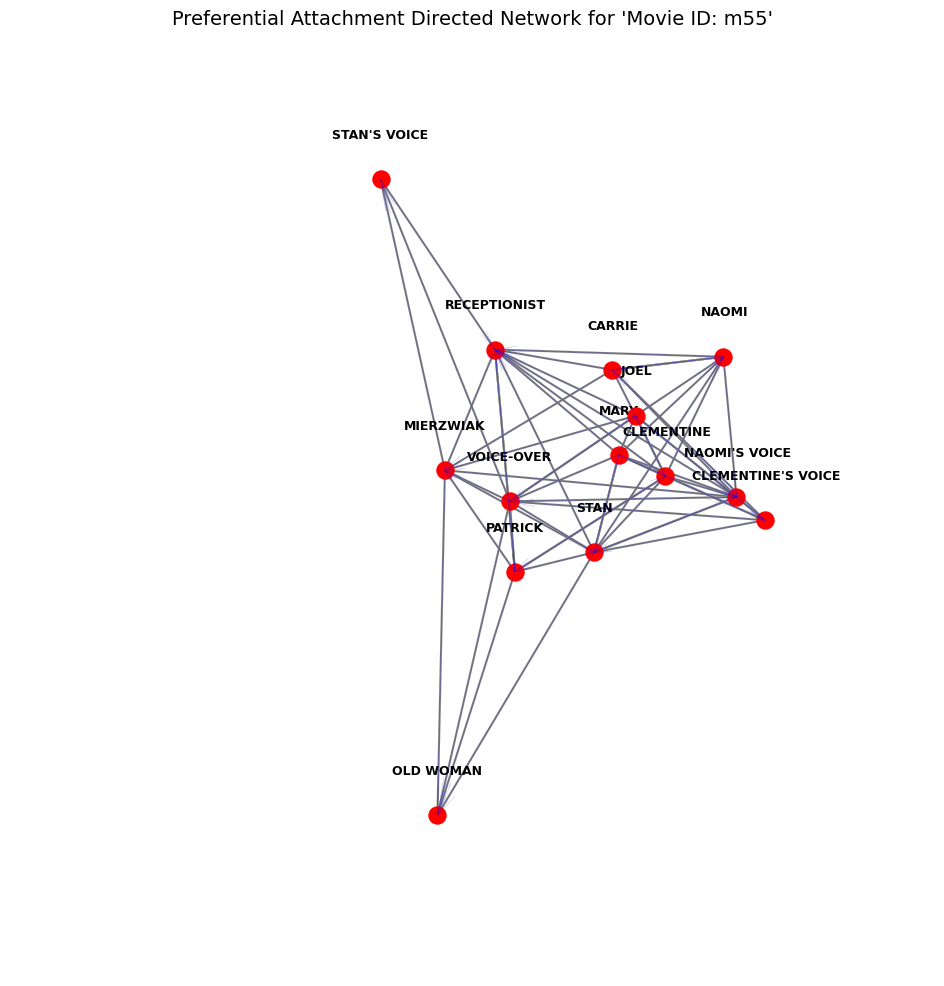 Preferential Attachment Directed Network for 'Movie ID: m55'
STAN'S VOICE
RECEPTIONIST
NAOMI
CARRIE
JOEL
MARY
MIERZWIAK
CLEMENTINE
NAOMI'S VOICE
VOICE-OVER
CLEMENTINE'S VOICE
STAN
PATRICK
OLD WOMAN